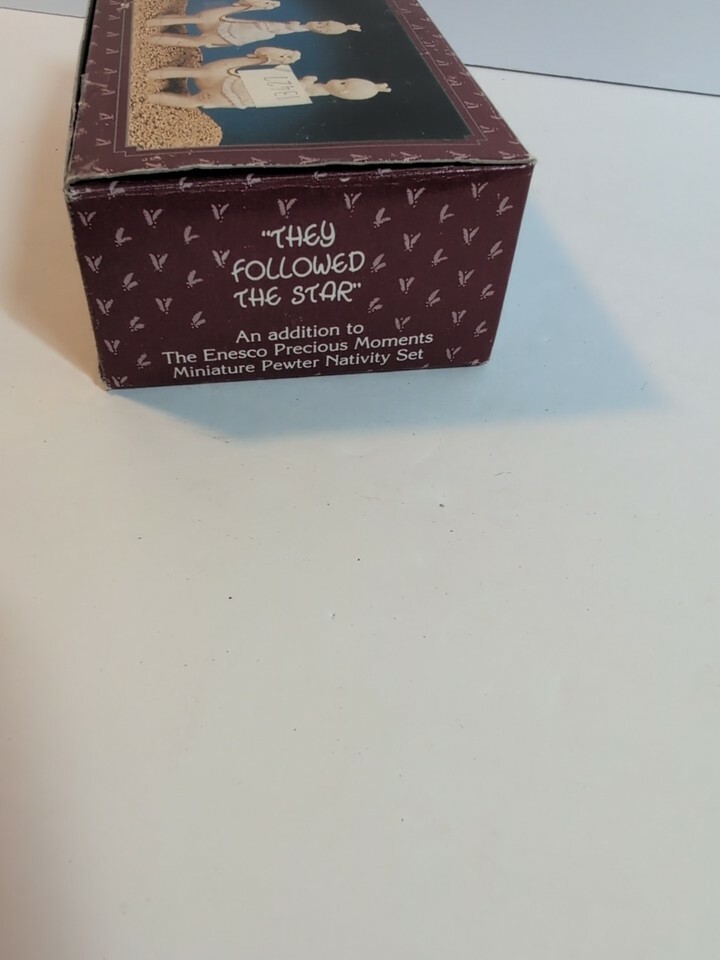 "THEY
FOLLOWED
THE STAR"
An addition to
The Enesco Precious Moments
Miniature Pewter Nativity Set